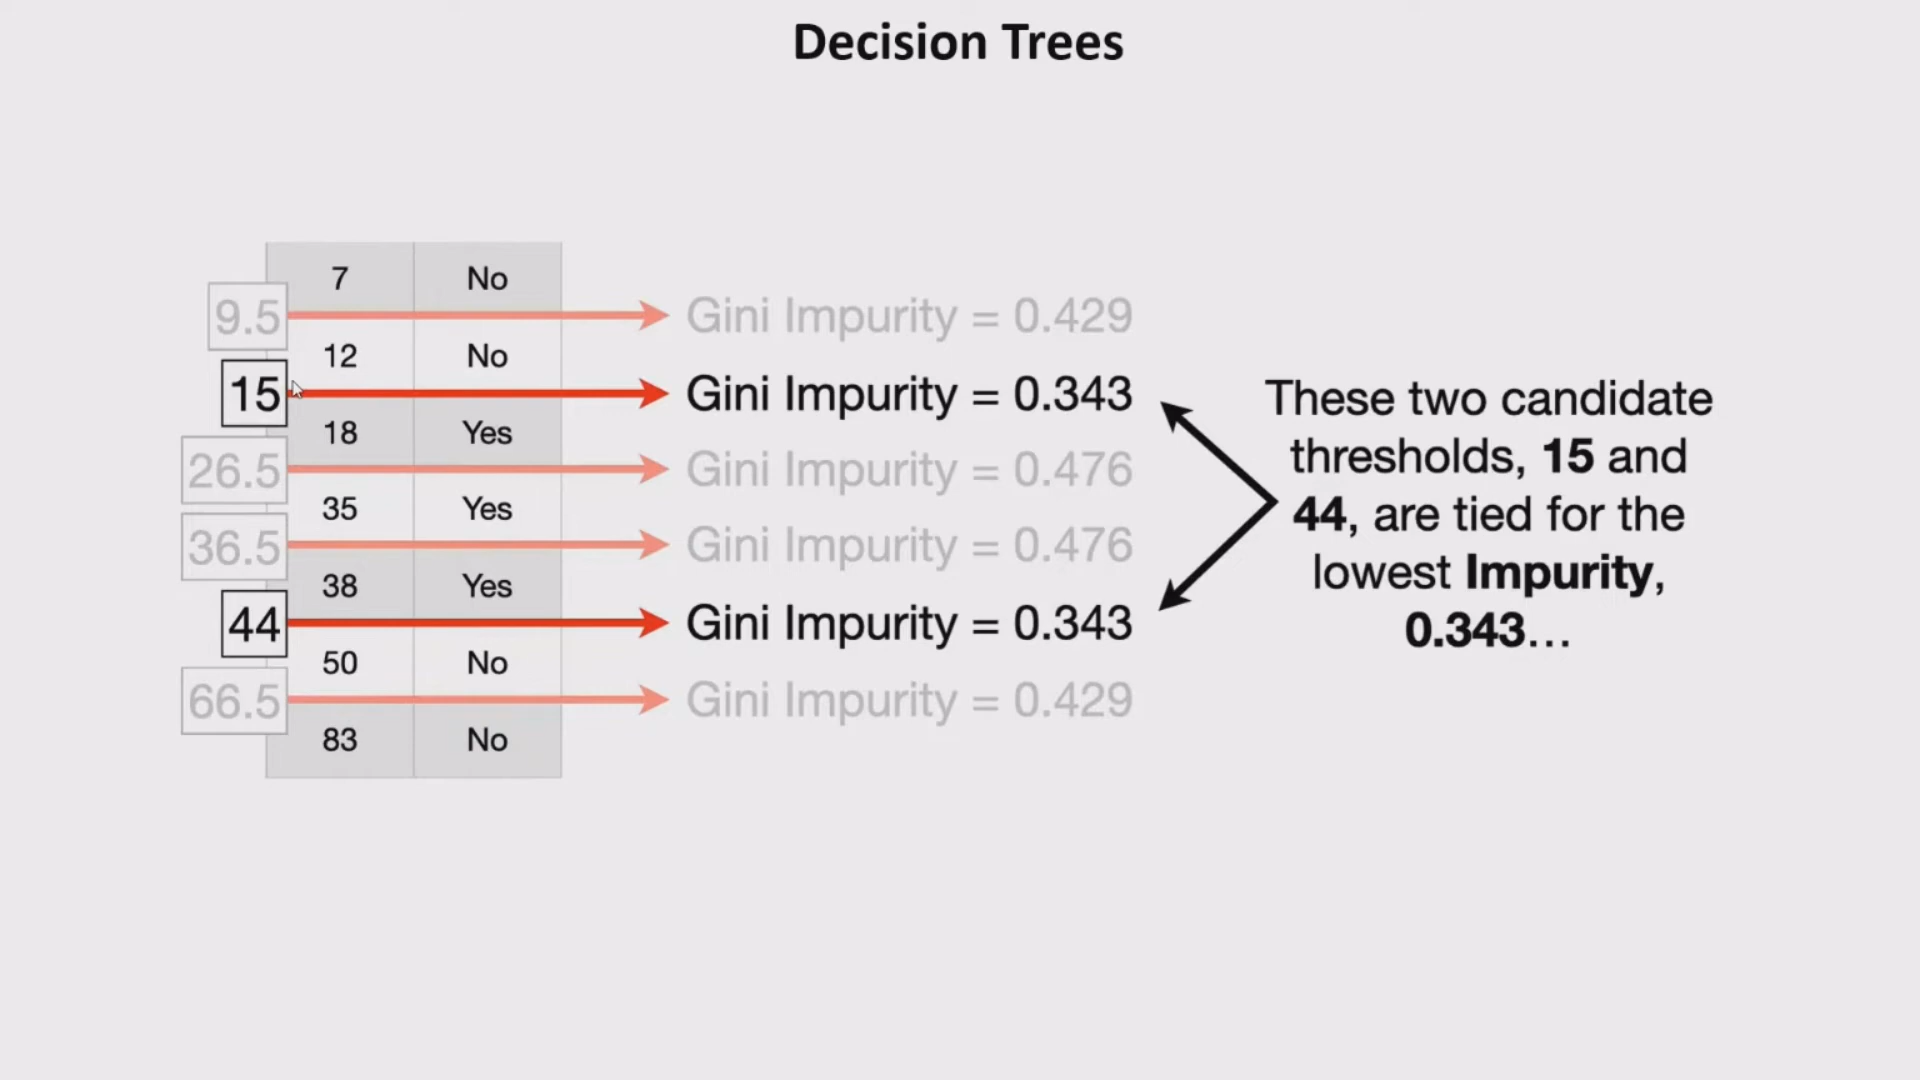 Decision Trees
7 No
9.5 Gini Impurity = 0.429
12 No
15 Gini Impurity = 0.343
18 Yes
26.5 Gini Impurity = 0.476
35 Yes
36.5 Gini Impurity = 0.476
38 Yes
44 Gini Impurity = 0.343
50 No
66.5 Gini Impurity = 0.429
83 No
These two candidate
thresholds, 15 and
44, are tied for the
lowest Impurity,
0.343…